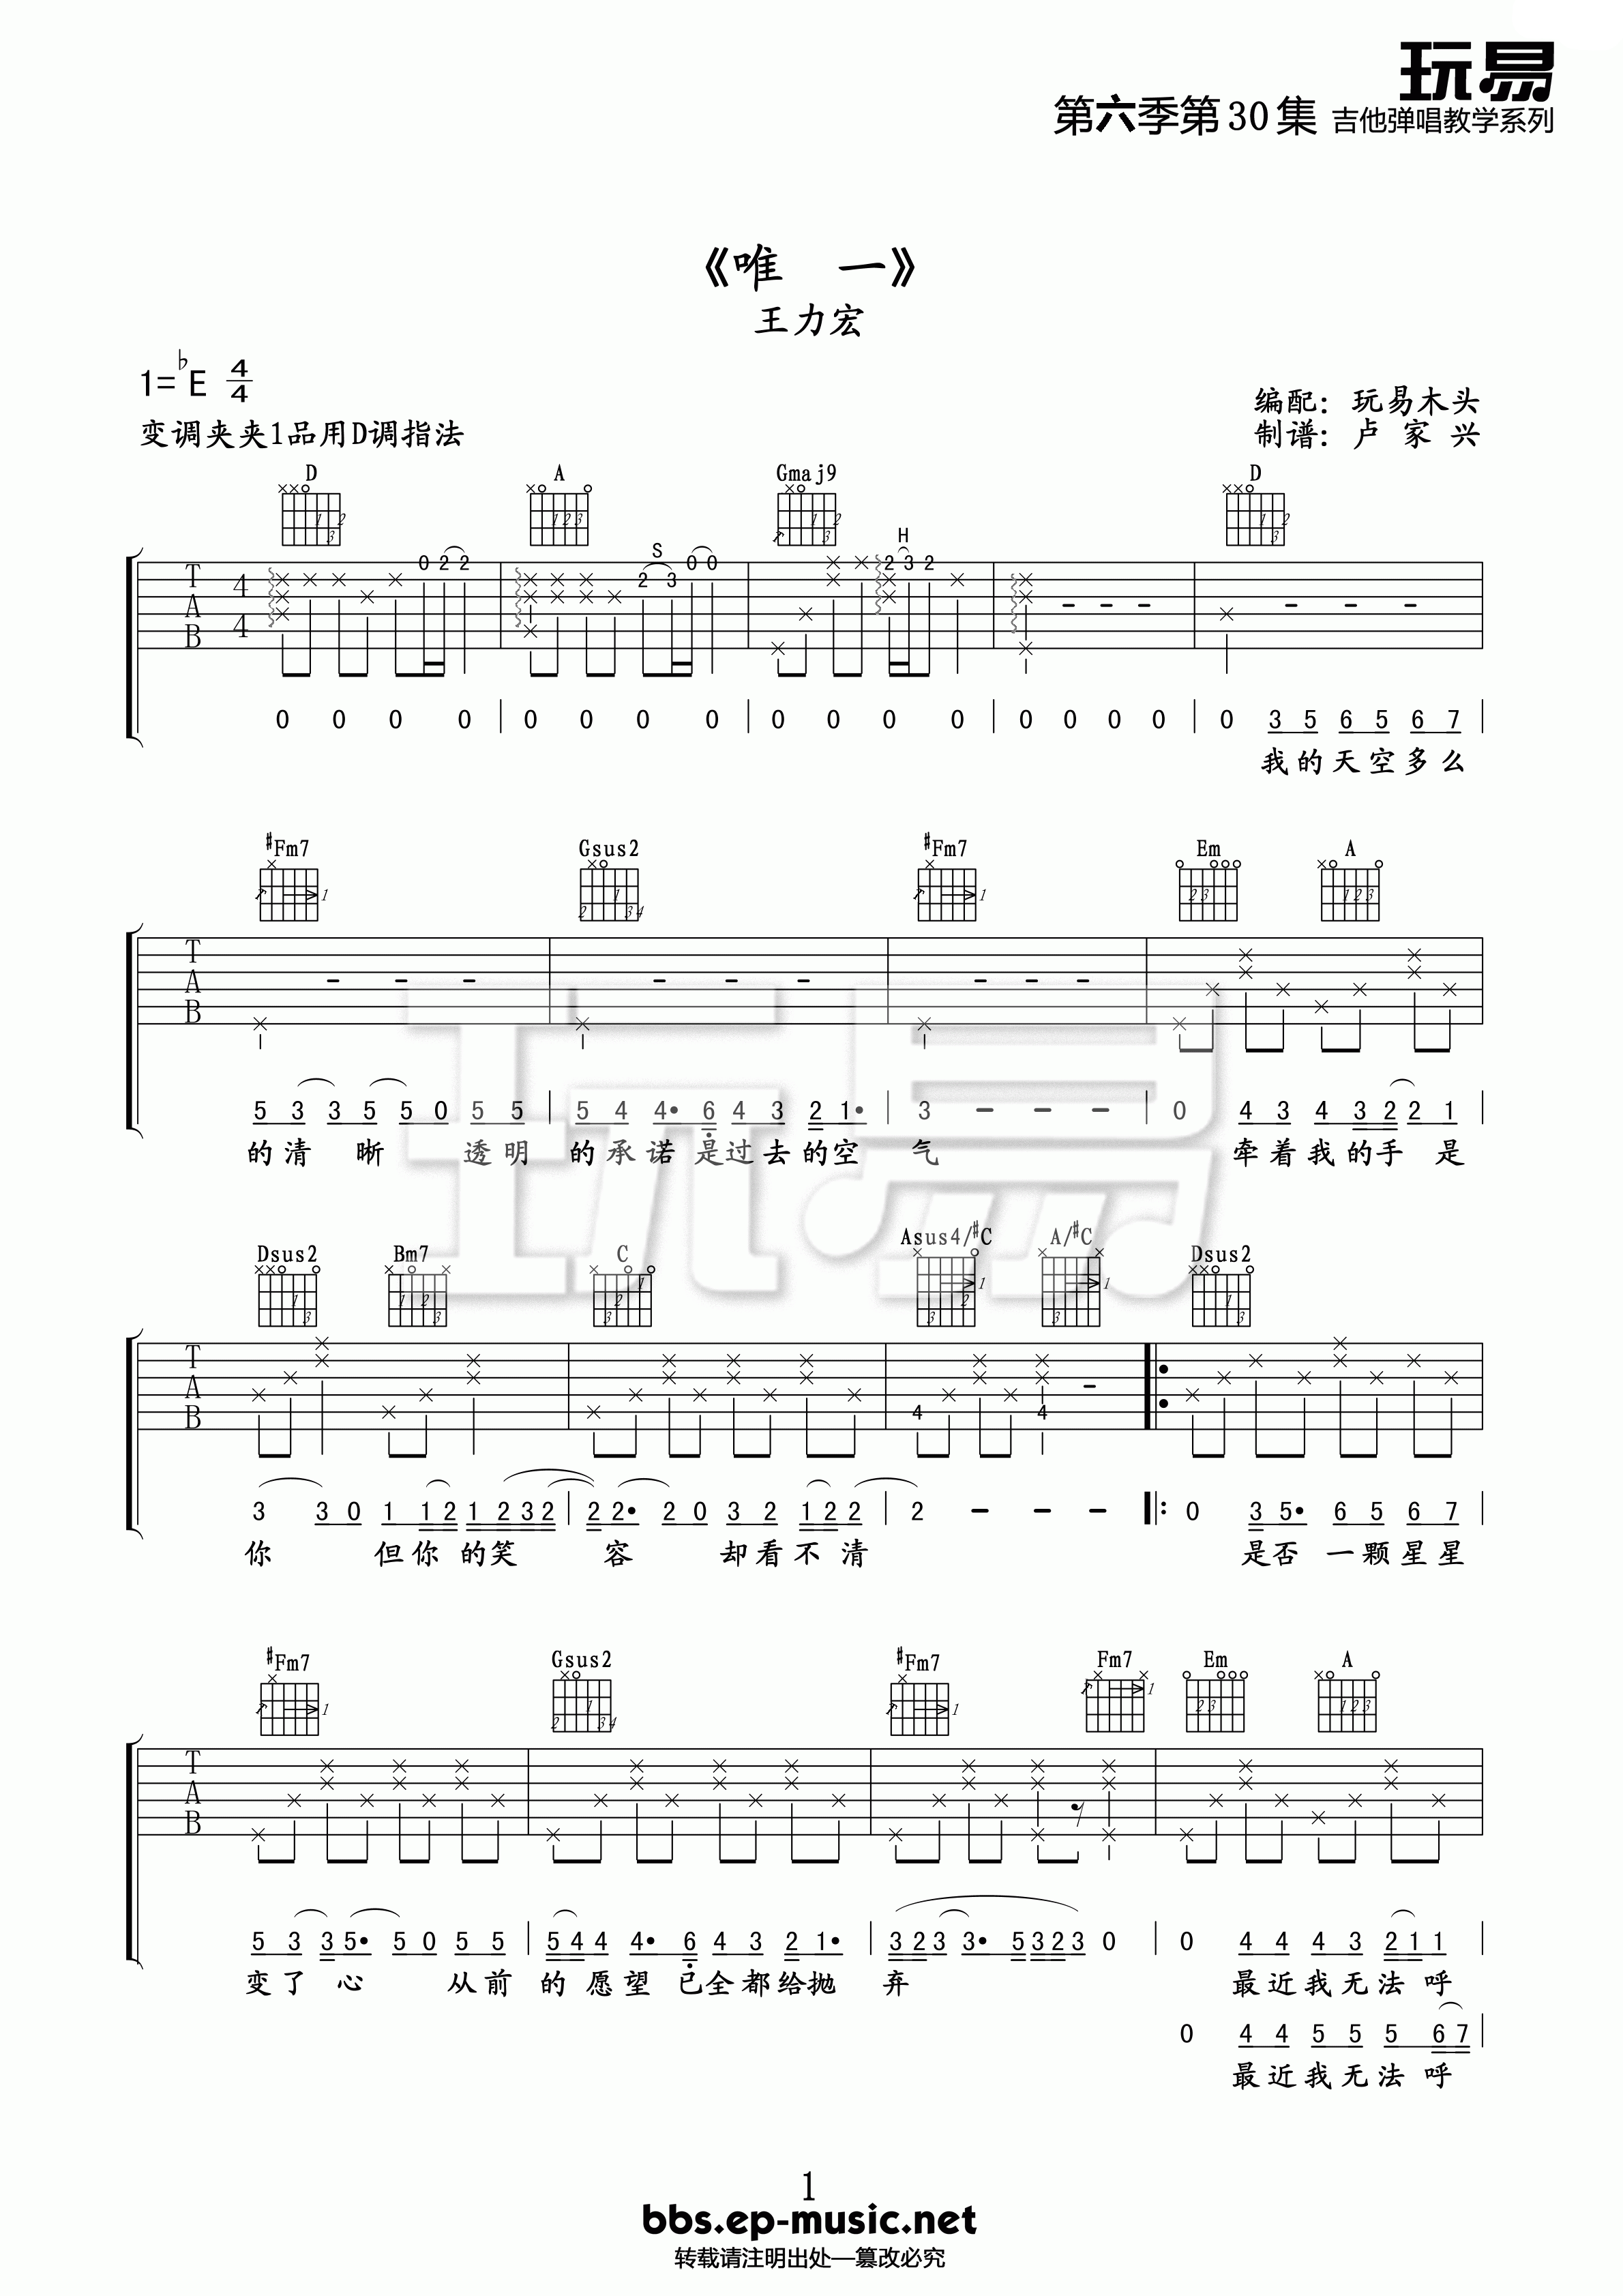 玩易
第六季第30集 吉他弹唱教学系列
《唯 一》
王力宏
1=♭E 4/4
变调夹夹1品用D调指法
编配：玩易木头
制谱：卢 家 兴
D A Gmaj9 D
S H
T A B 4/4 0 2 2 2 3 0 0 2 3 2
0 0 0 0 | 0 0 0 0 | 0 0 0 0 | 0 0 0 0 | 0 3 5 6 5 6 7 |
我的天空多么
♯Fm7 Gsus2 ♯Fm7 Em A
T A B
5 3 3 5 5 0 5 5 | 5 4 4• 6 4 3 2 1• | 3 - - - | 0 4 3 4 3 2 2 1 |
的清 晰 透明 的承诺是过去的空 气 牵着我的手 是
Dsus2 Bm7 C Asus4/♯C A/♯C Dsus2
T A B 4 4
3 3 0 1 1 2 1 2 3 2 | 2 2• 2 0 3 2 1 2 2 | 2 - - - |: 0 3 5• 6 5 6 7 |
你 但你 的笑 容 却看不清 是否 一颗星星
♯Fm7 Gsus2 ♯Fm7 Fm7 Em A
T A B
5 3 3 5• 5 0 5 5 | 5 4 4 4• 6 4 3 2 1• | 3 2 3 3• 5 3 2 3 0 | 0 4 4 4 3 2 1 1 |
变了 心 从前 的愿望 已全都给抛 弃 最近我无法 呼
0 4 4 5 5 5 6 7 |
最近我无法 呼
1
bbs.ep-music.net
转载请注明出处—篡改必究
玩易